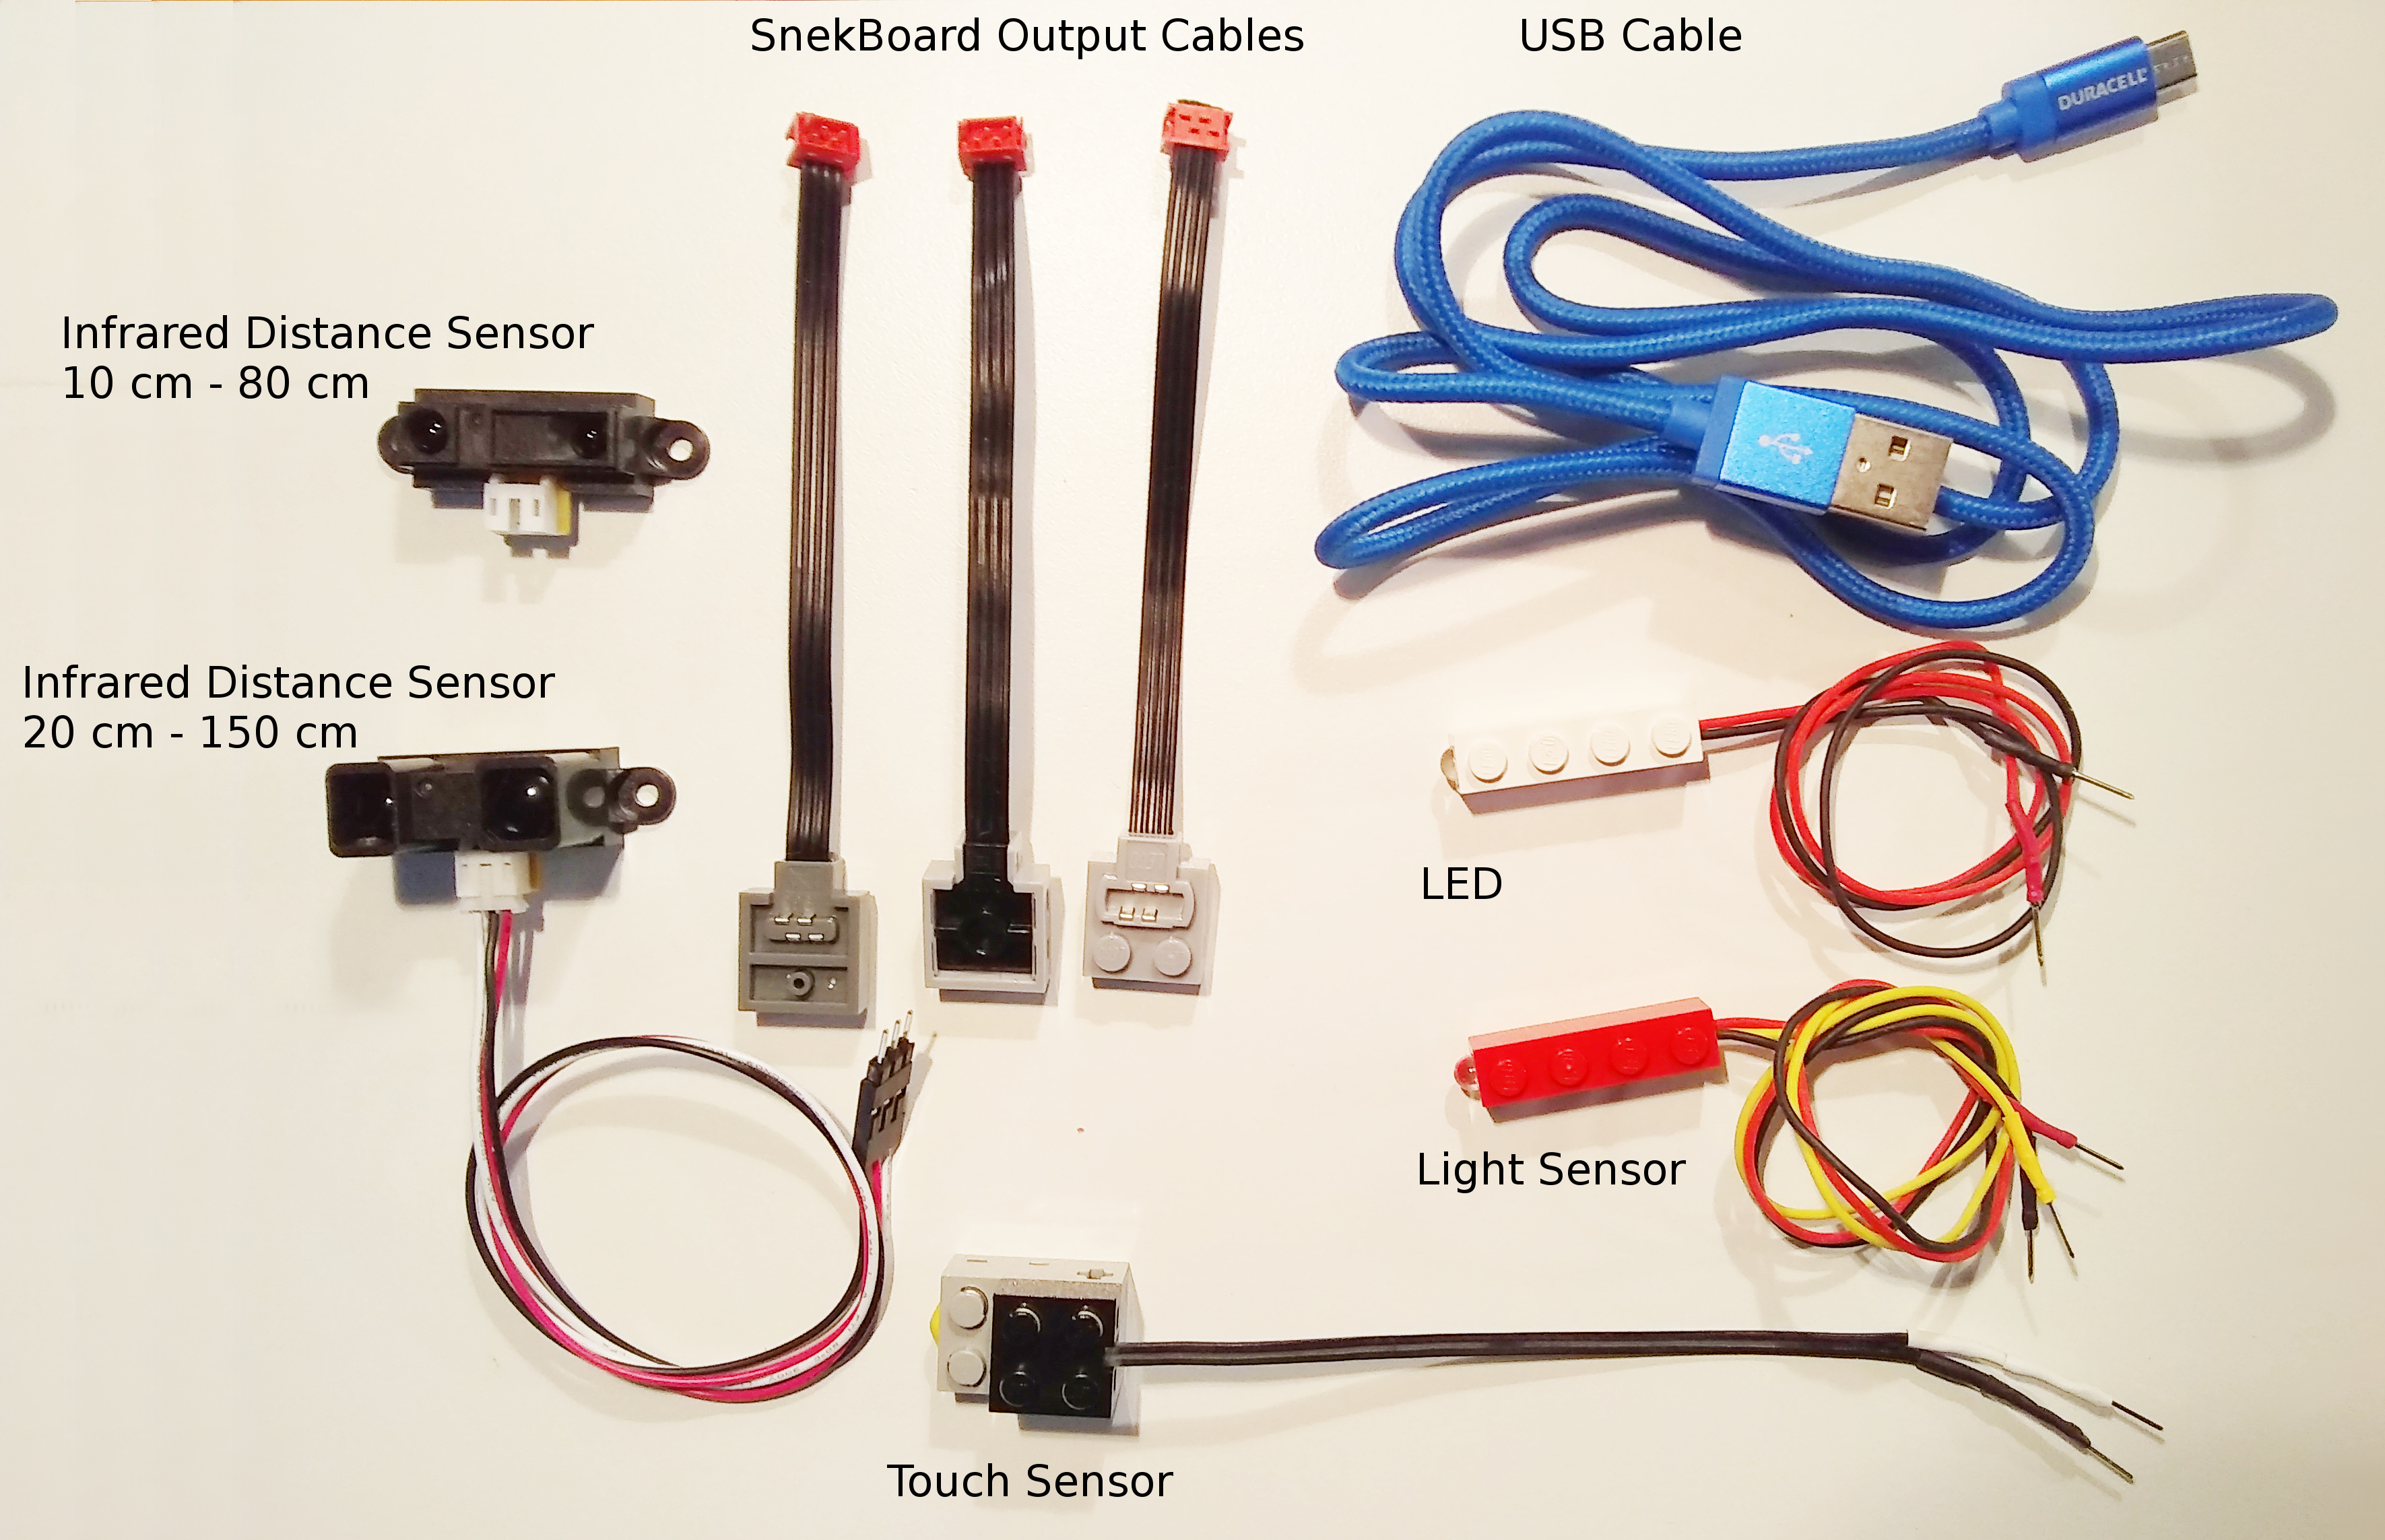 SnekBoard Output Cables
USB Cable
DURACELL
Infrared Distance Sensor
10 cm - 80 cm
Infrared Distance Sensor
20 cm - 150 cm
LED
Light Sensor
Touch Sensor